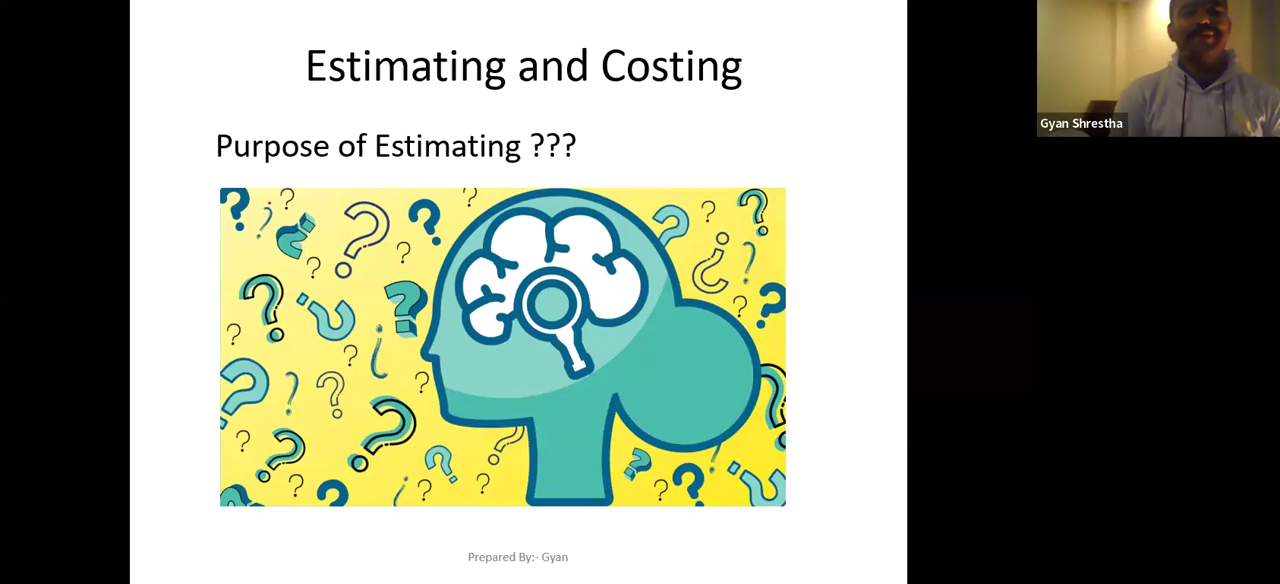 Estimating and Costing
Purpose of Estimating ???
Gyan Shrestha
Prepared By:- Gyan